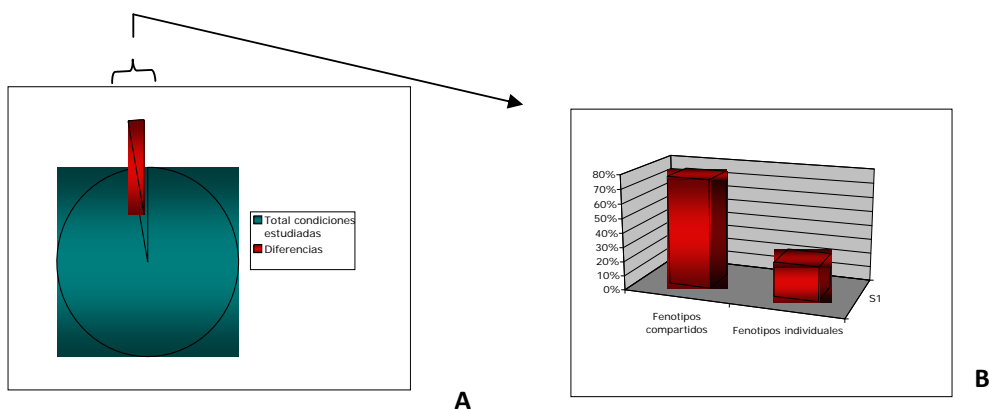 Total condiciones
estudiadas
Diferencias
A
80%
70%
60%
50%
40%
30%
20%
10%
0%
Fenotipos
compartidos
Fenotipos individuales
S1
B